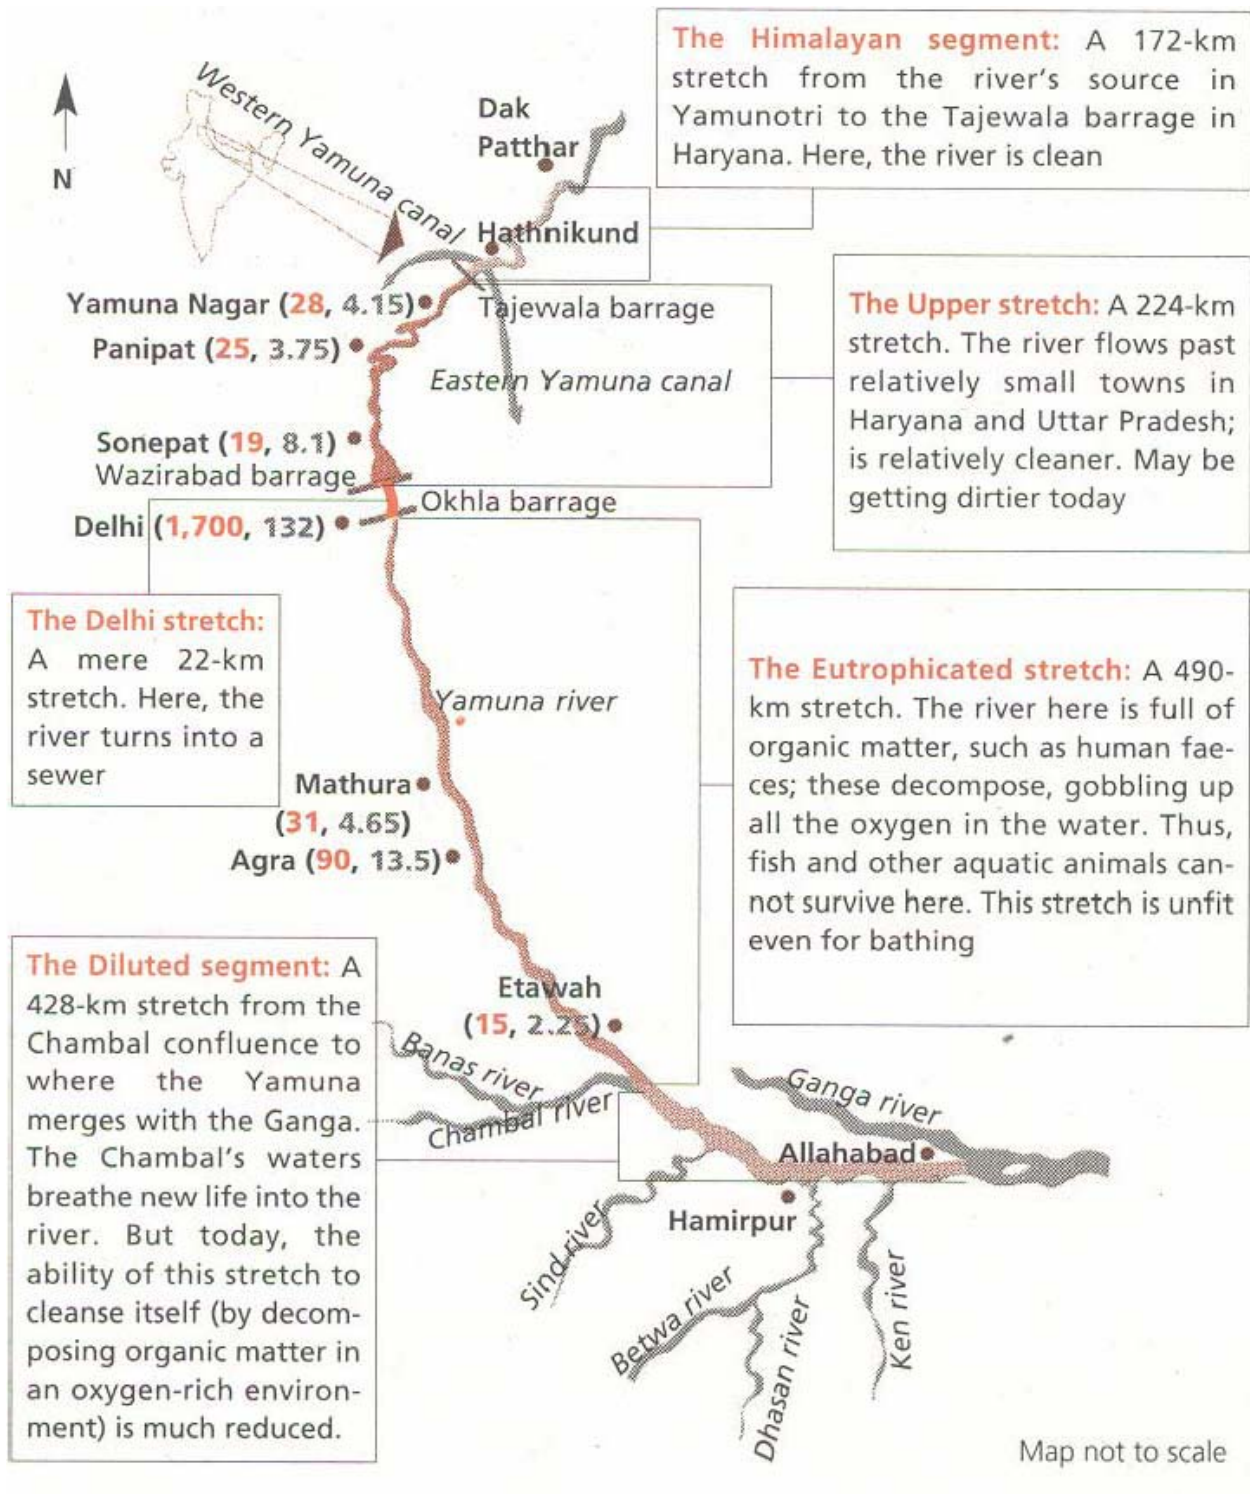 The Himalayan segment: A 172-km
stretch from the river's source in
Yamunotri to the Tajewala barrage in
Haryana. Here, the river is clean
N
Western Yamuna canal
Dak
Patthar
Hathnikund
Yamuna Nagar (28, 4.15)
Tajewala barrage
Panipat (25, 3.75)
Eastern Yamuna canal
The Upper stretch: A 224-km
stretch. The river flows past
relatively small towns in
Haryana and Uttar Pradesh;
is relatively cleaner. May be
getting dirtier today
Sonepat (19, 8.1)
Wazirabad barrage
Okhla barrage
Delhi (1,700, 132)
The Delhi stretch:
A mere 22-km
stretch. Here, the
river turns into a
sewer
The Eutrophicated stretch: A 490-
km stretch. The river here is full of
organic matter, such as human fae-
ces; these decompose, gobbling up
all the oxygen in the water. Thus,
fish and other aquatic animals can-
not survive here. This stretch is unfit
even for bathing
Yamuna river
Mathura
(31, 4.65)
Agra (90, 13.5)
Etawah
(15, 2.25)
The Diluted segment: A
428-km stretch from the
Chambal confluence to
where the Yamuna
merges with the Ganga.
The Chambal's waters
breathe new life into the
river. But today, the
ability of this stretch to
cleanse itself (by decom-
posing organic matter in
an oxygen-rich environ-
ment) is much reduced.
Banas river
Chambal river
Ganga river
Allahabad
Hamirpur
Sind river
Betwa river
Dhasan river
Ken river
Map not to scale